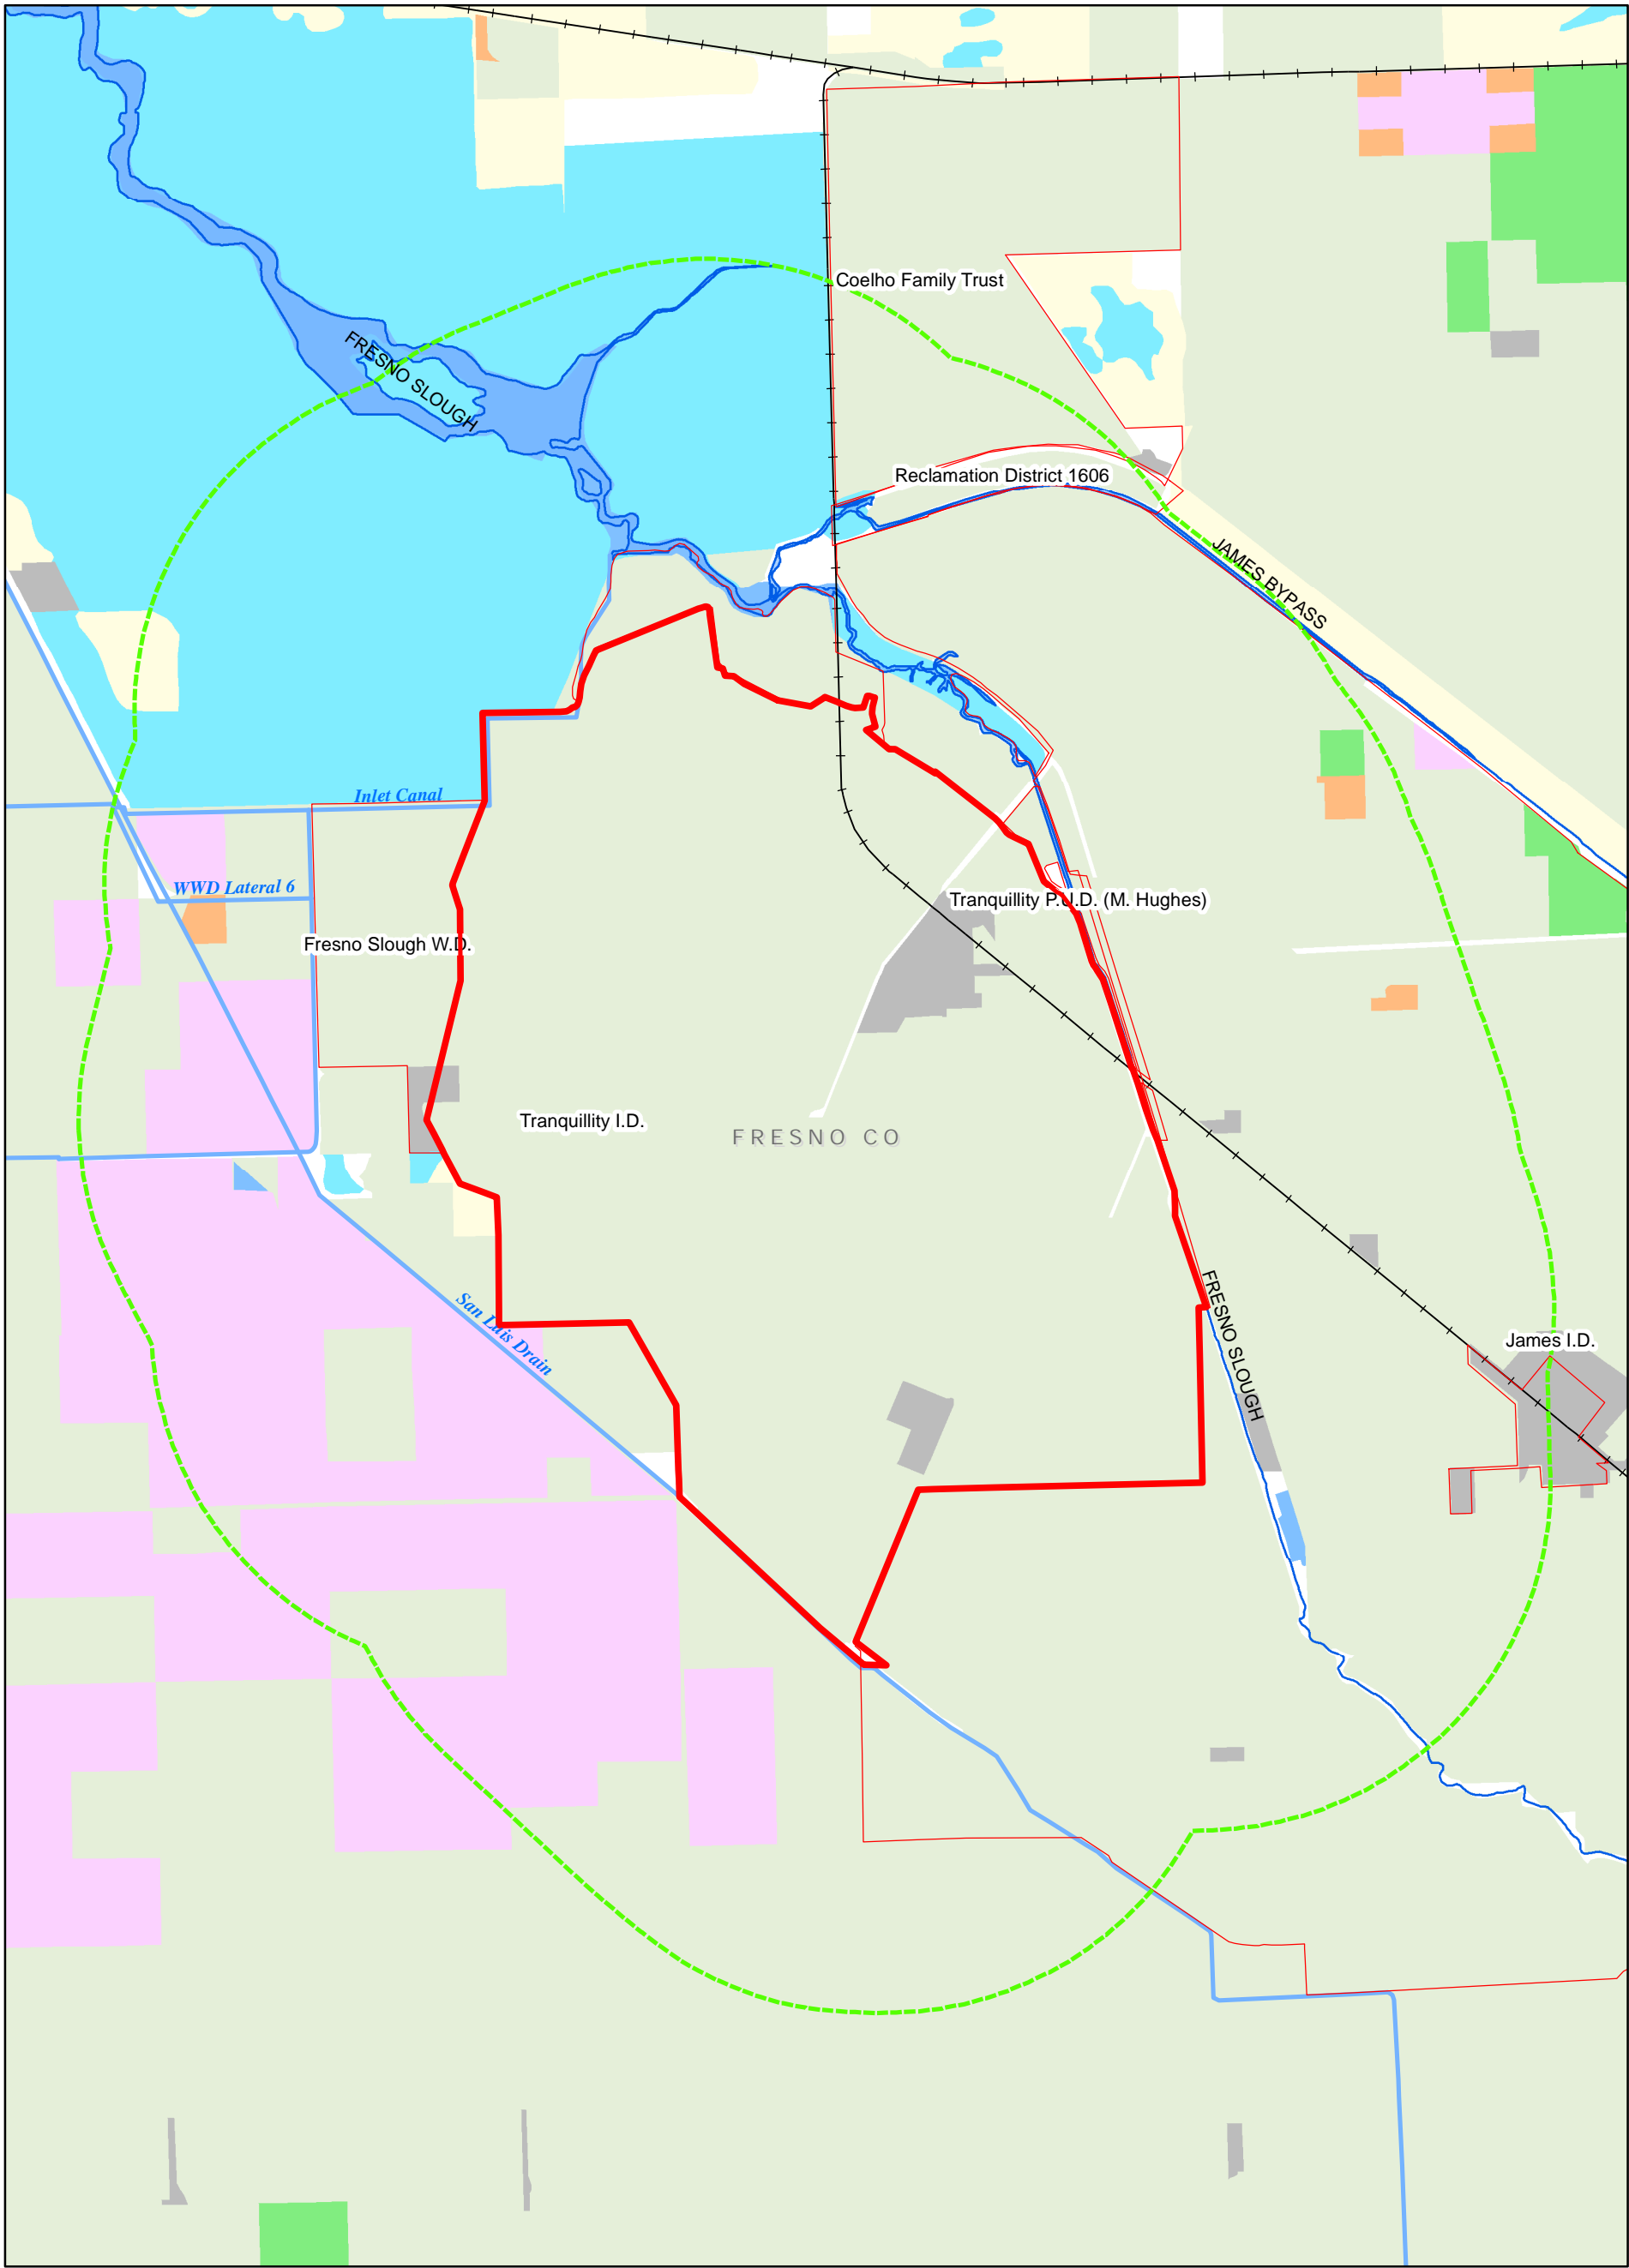 Coelho Family Trust
FRESNO SLOUGH
Reclamation District 1606
JAMES BYPASS
Inlet Canal
WWD Lateral 6
Tranquillity P.U.D. (M. Hughes)
Fresno Slough W.D.
Tranquillity I.D.
FRESNO CO
San Luis Drain
FRESNO SLOUGH
James I.D.